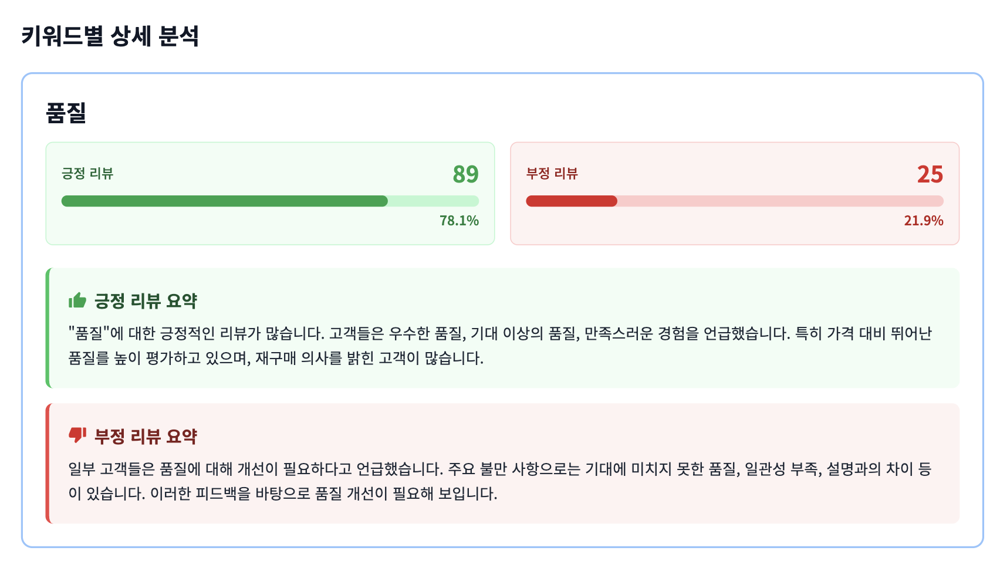 키워드별 상세 분석
품질
긍정 리뷰
89
78.1%
부정 리뷰
25
21.9%
긍정 리뷰 요약
"품질"에 대한 긍정적인 리뷰가 많습니다. 고객들은 우수한 품질, 기대 이상의 품질, 만족스러운 경험을 언급했습니다. 특히 가격 대비 뛰어난
품질를 높이 평가하고 있으며, 재구매 의사를 밝힌 고객이 많습니다.
부정 리뷰 요약
일부 고객들은 품질에 대해 개선이 필요하다고 언급했습니다. 주요 불만 사항으로는 기대에 미치지 못한 품질, 일관성 부족, 설명과의 차이 등
이 있습니다. 이러한 피드백을 바탕으로 품질 개선이 필요해 보입니다.